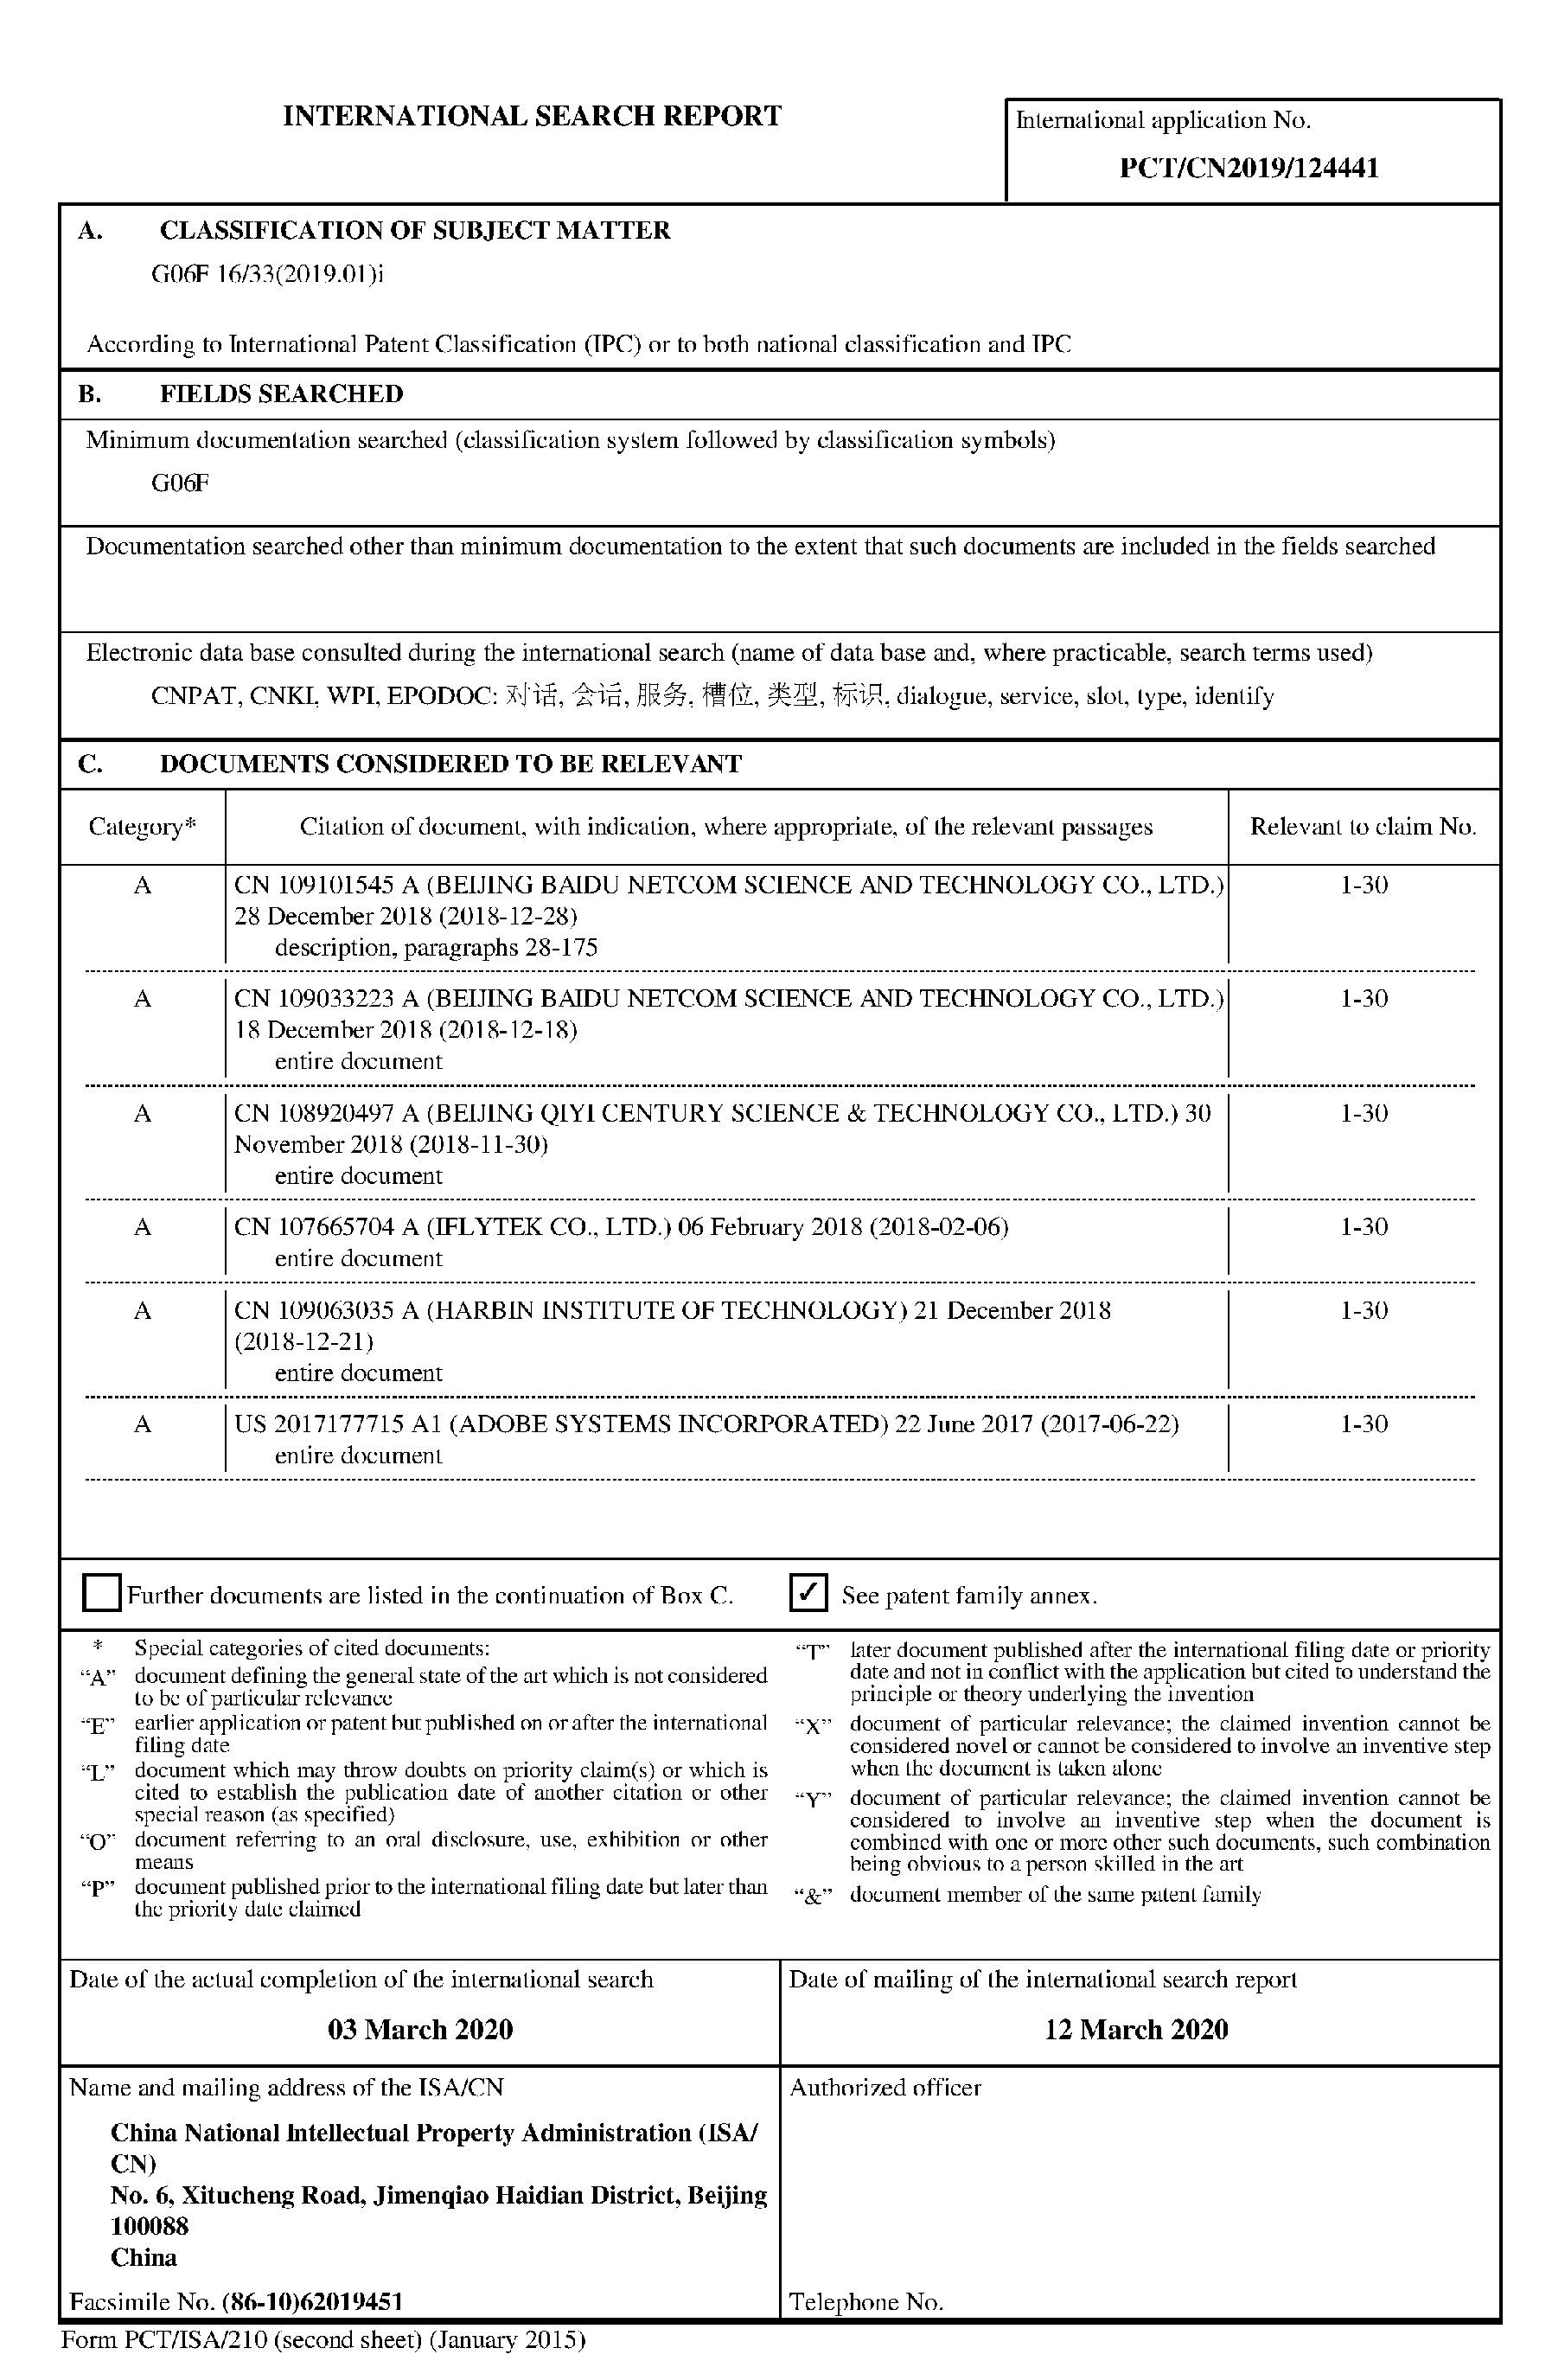 INTERNATIONAL SEARCH REPORT
International application No.
PCT/CN2019/124441
A. CLASSIFICATION OF SUBJECT MATTER
G06F 16/33(2019.01)i
According to International Patent Classification (IPC) or to both national classification and IPC
B. FIELDS SEARCHED
Minimum documentation searched (classification system followed by classification symbols)
G06F
Documentation searched other than minimum documentation to the extent that such documents are included in the fields searched
Electronic data base consulted during the international search (name of data base and, where practicable, search terms used)
CNPAT, CNKI, WPI, EPODOC: 对话, 会话, 服务, 槽位, 类型, 标识, dialogue, service, slot, type, identify
C. DOCUMENTS CONSIDERED TO BE RELEVANT
Category* Citation of document, with indication, where appropriate, of the relevant passages Relevant to claim No.
A CN 109101545 A (BEIJING BAIDU NETCOM SCIENCE AND TECHNOLOGY CO., LTD.) 1-30
28 December 2018 (2018-12-28)
description, paragraphs 28-175
A CN 109033223 A (BEIJING BAIDU NETCOM SCIENCE AND TECHNOLOGY CO., LTD.) 1-30
18 December 2018 (2018-12-18)
entire document
A CN 108920497 A (BEIJING QIYI CENTURY SCIENCE & TECHNOLOGY CO., LTD.) 30 1-30
November 2018 (2018-11-30)
entire document
A CN 107665704 A (IFLYTEK CO., LTD.) 06 February 2018 (2018-02-06) 1-30
entire document
A CN 109063035 A (HARBIN INSTITUTE OF TECHNOLOGY) 21 December 2018 1-30
(2018-12-21)
entire document
A US 2017177715 A1 (ADOBE SYSTEMS INCORPORATED) 22 June 2017 (2017-06-22) 1-30
entire document
Further documents are listed in the continuation of Box C. ✓ See patent family annex.
* Special categories of cited documents:
“A” document defining the general state of the art which is not considered
to be of particular relevance
“E” earlier application or patent but published on or after the international
filing date
“L” document which may throw doubts on priority claim(s) or which is
cited to establish the publication date of another citation or other
special reason (as specified)
“O” document referring to an oral disclosure, use, exhibition or other
means
“P” document published prior to the international filing date but later than
the priority date claimed
“T” later document published after the international filing date or priority
date and not in conflict with the application but cited to understand the
principle or theory underlying the invention
“X” document of particular relevance; the claimed invention cannot be
considered novel or cannot be considered to involve an inventive step
when the document is taken alone
“Y” document of particular relevance; the claimed invention cannot be
considered to involve an inventive step when the document is
combined with one or more other such documents, such combination
being obvious to a person skilled in the art
“&” document member of the same patent family
Date of the actual completion of the international search
03 March 2020
Date of mailing of the international search report
12 March 2020
Name and mailing address of the ISA/CN
China National Intellectual Property Administration (ISA/
CN)
No. 6, Xitucheng Road, Jimenqiao Haidian District, Beijing
100088
China
Facsimile No. (86-10)62019451
Authorized officer
Telephone No.
Form PCT/ISA/210 (second sheet) (January 2015)